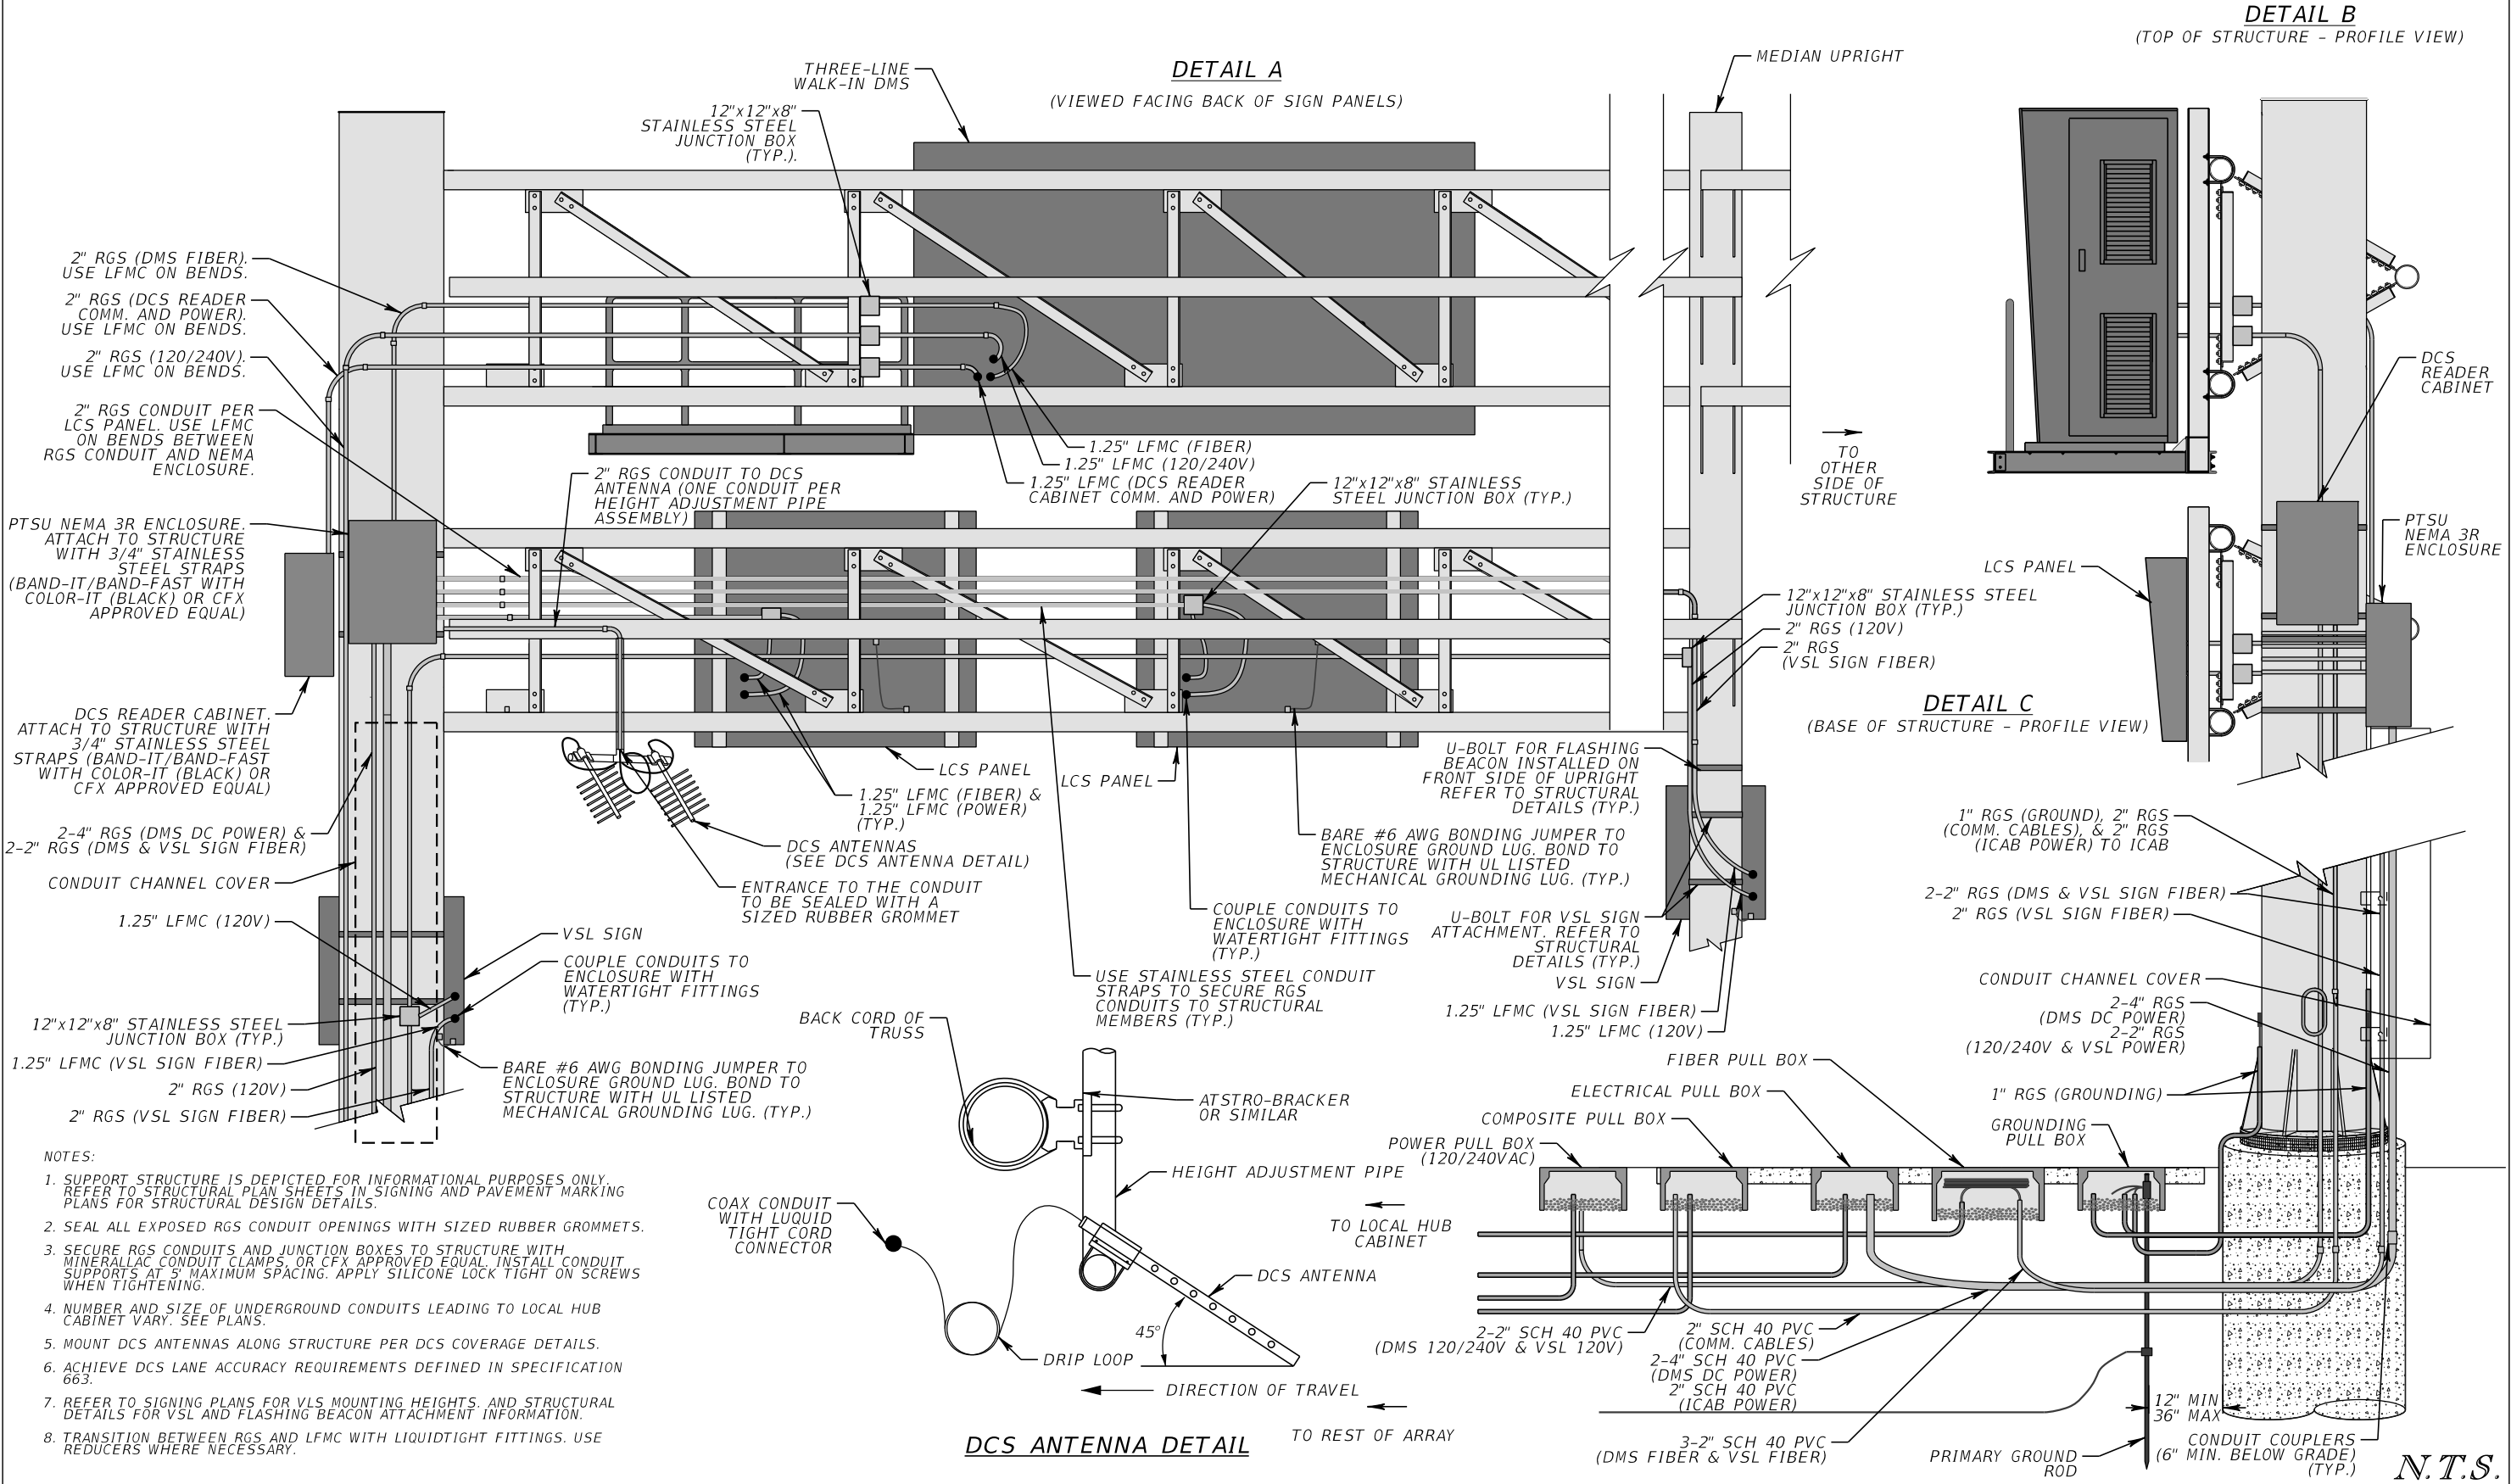 DETAIL B
(TOP OF STRUCTURE - PROFILE VIEW)
DETAIL A
(VIEWED FACING BACK OF SIGN PANELS)
MEDIAN UPRIGHT
THREE-LINE
WALK-IN DMS
12"x12"x8"
STAINLESS STEEL
JUNCTION BOX
(TYP.).
2" RGS (DMS FIBER).
USE LFMC ON BENDS.
2" RGS (DCS READER
COMM. AND POWER).
USE LFMC ON BENDS.
2" RGS (120/240V).
USE LFMC ON BENDS.
2" RGS CONDUIT PER
LCS PANEL. USE LFMC
ON BENDS BETWEEN
RGS CONDUIT AND NEMA
ENCLOSURE.
PTSU NEMA 3R ENCLOSURE.
ATTACH TO STRUCTURE
WITH 3/4" STAINLESS
STEEL STRAPS
(BAND-IT/BAND-FAST WITH
COLOR-IT (BLACK) OR CFX
APPROVED EQUAL)
DCS READER CABINET.
ATTACH TO STRUCTURE WITH
3/4" STAINLESS STEEL
STRAPS (BAND-IT/BAND-FAST
WITH COLOR-IT (BLACK) OR
CFX APPROVED EQUAL)
2-4" RGS (DMS DC POWER) &
2-2" RGS (DMS & VSL SIGN FIBER)
CONDUIT CHANNEL COVER
1.25" LFMC (120V)
12"x12"x8" STAINLESS STEEL
JUNCTION BOX (TYP.)
1.25" LFMC (VSL SIGN FIBER)
2" RGS (120V)
2" RGS (VSL SIGN FIBER)
VSL SIGN
COUPLE CONDUITS TO
ENCLOSURE WITH
WATERTIGHT FITTINGS
(TYP.)
BARE #6 AWG BONDING JUMPER TO
ENCLOSURE GROUND LUG. BOND TO
STRUCTURE WITH UL LISTED
MECHANICAL GROUNDING LUG. (TYP.)
2" RGS CONDUIT TO DCS
ANTENNA (ONE CONDUIT PER
HEIGHT ADJUSTMENT PIPE
ASSEMBLY)
1.25" LFMC (FIBER)
1.25" LFMC (120/240V)
1.25" LFMC (DCS READER
CABINET COMM. AND POWER)
12"x12"x8" STAINLESS
STEEL JUNCTION BOX (TYP.)
TO
OTHER
SIDE OF
STRUCTURE
LCS PANEL
1.25" LFMC (FIBER) &
1.25" LFMC (POWER)
(TYP.)
DCS ANTENNAS
(SEE DCS ANTENNA DETAIL)
ENTRANCE TO THE CONDUIT
TO BE SEALED WITH A
SIZED RUBBER GROMMET
LCS PANEL
COUPLE CONDUITS TO
ENCLOSURE WITH
WATERTIGHT FITTINGS
(TYP.)
USE STAINLESS STEEL CONDUIT
STRAPS TO SECURE RGS
CONDUITS TO STRUCTURAL
MEMBERS (TYP.)
BARE #6 AWG BONDING JUMPER TO
ENCLOSURE GROUND LUG. BOND TO
STRUCTURE WITH UL LISTED
MECHANICAL GROUNDING LUG. (TYP.)
U-BOLT FOR FLASHING
BEACON INSTALLED ON
FRONT SIDE OF UPRIGHT
REFER TO STRUCTURAL
DETAILS (TYP.)
U-BOLT FOR VSL SIGN
ATTACHMENT. REFER TO
STRUCTURAL
DETAILS (TYP.)
VSL SIGN
1.25" LFMC (VSL SIGN FIBER)
1.25" LFMC (120V)
12"x12"x8" STAINLESS STEEL
JUNCTION BOX (TYP.)
2" RGS (120V)
2" RGS
(VSL SIGN FIBER)
DCS
READER
CABINET
PTSU
NEMA 3R
ENCLOSURE
LCS PANEL
DETAIL C
(BASE OF STRUCTURE - PROFILE VIEW)
1" RGS (GROUND), 2" RGS
(COMM. CABLES), & 2" RGS
(ICAB POWER) TO ICAB
2-2" RGS (DMS & VSL SIGN FIBER)
2" RGS (VSL SIGN FIBER)
CONDUIT CHANNEL COVER
2-4" RGS
(DMS DC POWER)
2-2" RGS
(120/240V & VSL POWER)
1" RGS (GROUNDING)
GROUNDING
PULL BOX
FIBER PULL BOX
ELECTRICAL PULL BOX
COMPOSITE PULL BOX
POWER PULL BOX
(120/240VAC)
TO LOCAL HUB
CABINET
2-2" SCH 40 PVC
(DMS 120/240V & VSL 120V)
2" SCH 40 PVC
(COMM. CABLES)
2-4" SCH 40 PVC
(DMS DC POWER)
2" SCH 40 PVC
(ICAB POWER)
3-2" SCH 40 PVC
(DMS FIBER & VSL FIBER)
12" MIN
36" MAX
PRIMARY GROUND
ROD
CONDUIT COUPLERS
(6" MIN. BELOW GRADE)
(TYP.)
TO REST OF ARRAY
BACK CORD OF
TRUSS
ATSTRO-BRACKER
OR SIMILAR
HEIGHT ADJUSTMENT PIPE
COAX CONDUIT
WITH LUQUID
TIGHT CORD
CONNECTOR
DCS ANTENNA
45°
DRIP LOOP
DIRECTION OF TRAVEL
DCS ANTENNA DETAIL
NOTES:
1. SUPPORT STRUCTURE IS DEPICTED FOR INFORMATIONAL PURPOSES ONLY.
REFER TO STRUCTURAL PLAN SHEETS IN SIGNING AND PAVEMENT MARKING
PLANS FOR STRUCTURAL DESIGN DETAILS.
2. SEAL ALL EXPOSED RGS CONDUIT OPENINGS WITH SIZED RUBBER GROMMETS.
3. SECURE RGS CONDUITS AND JUNCTION BOXES TO STRUCTURE WITH
MINERALLAC CONDUIT CLAMPS, OR CFX APPROVED EQUAL. INSTALL CONDUIT
SUPPORTS AT 5' MAXIMUM SPACING. APPLY SILICONE LOCK TIGHT ON SCREWS
WHEN TIGHTENING.
4. NUMBER AND SIZE OF UNDERGROUND CONDUITS LEADING TO LOCAL HUB
CABINET VARY. SEE PLANS.
5. MOUNT DCS ANTENNAS ALONG STRUCTURE PER DCS COVERAGE DETAILS.
6. ACHIEVE DCS LANE ACCURACY REQUIREMENTS DEFINED IN SPECIFICATION
663.
7. REFER TO SIGNING PLANS FOR VLS MOUNTING HEIGHTS. AND STRUCTURAL
DETAILS FOR VSL AND FLASHING BEACON ATTACHMENT INFORMATION.
8. TRANSITION BETWEEN RGS AND LFMC WITH LIQUIDTIGHT FITTINGS. USE
REDUCERS WHERE NECESSARY.
N.T.S.